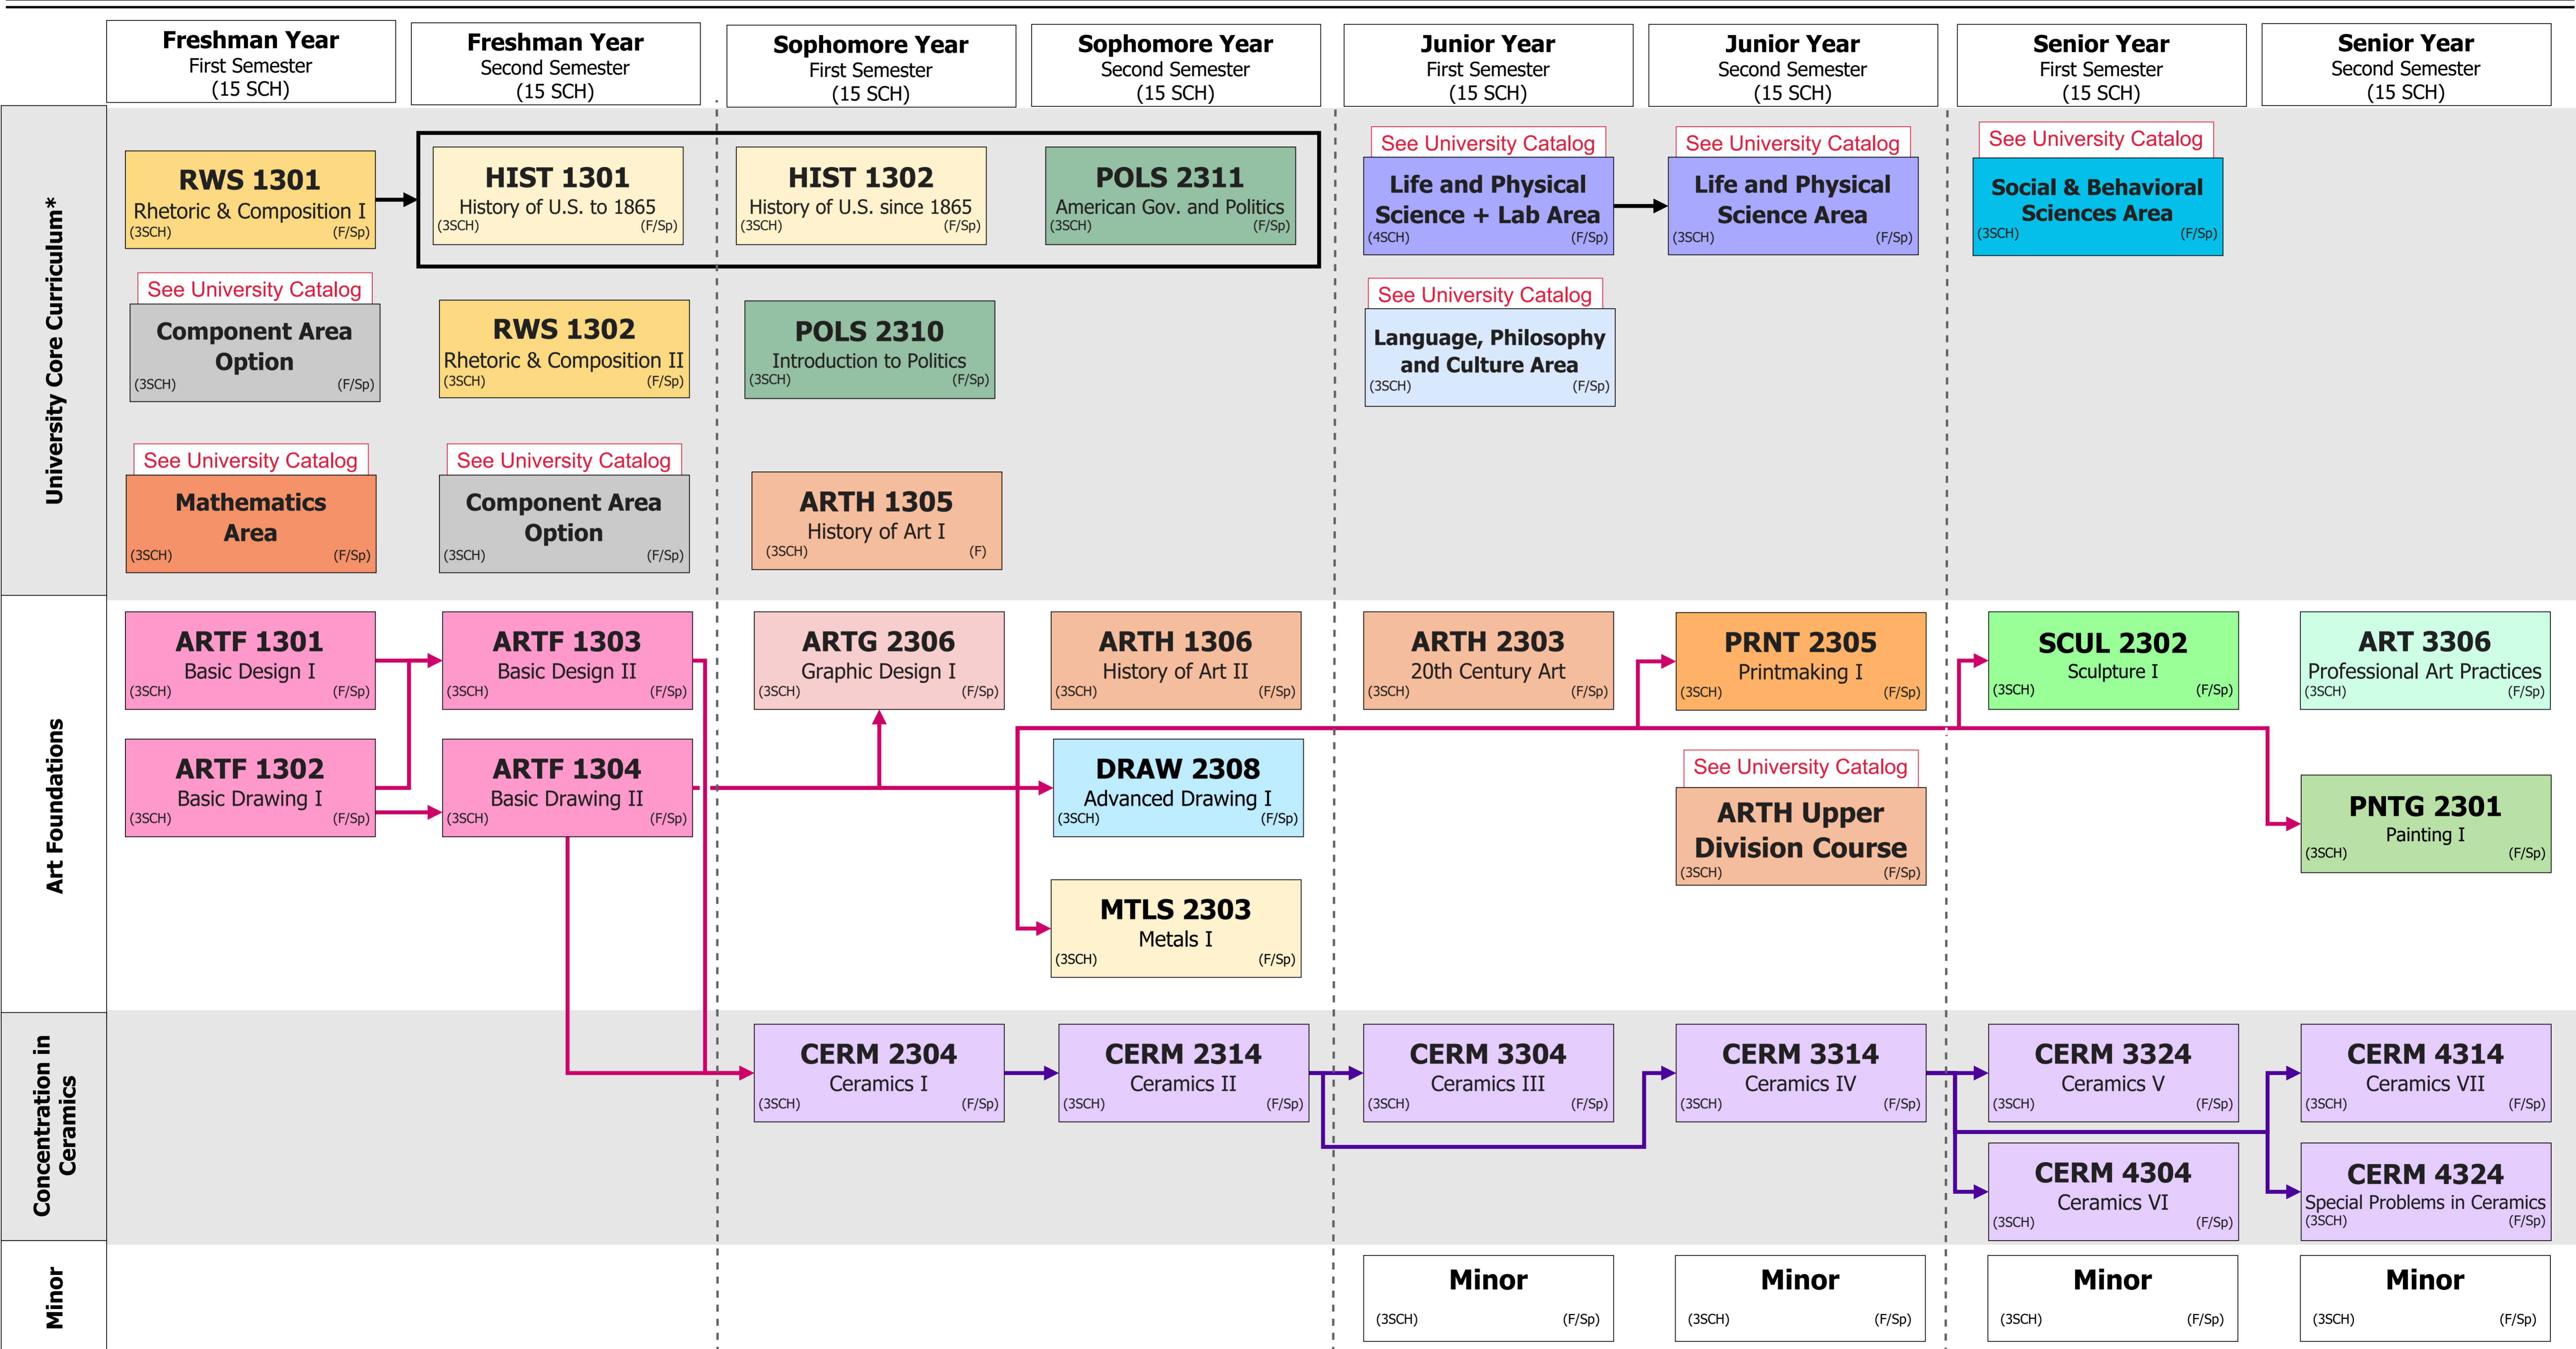 Freshman Year
First Semester
(15 SCH)
Freshman Year
Second Semester
(15 SCH)
Sophomore Year
First Semester
(15 SCH)
Sophomore Year
Second Semester
(15 SCH)
Junior Year
First Semester
(15 SCH)
Junior Year
Second Semester
(15 SCH)
Senior Year
First Semester
(15 SCH)
Senior Year
Second Semester
(15 SCH)
University Core Curriculum*
RWS 1301
Rhetoric & Composition I
(3SCH) (F/Sp)
HIST 1301
History of U.S. to 1865
(3SCH) (F/Sp)
HIST 1302
History of U.S. since 1865
(3SCH) (F/Sp)
POLS 2311
American Gov. and Politics
(3SCH) (F/Sp)
See University Catalog
Life and Physical
Science + Lab Area
(4SCH) (F/Sp)
See University Catalog
Life and Physical
Science Area
(3SCH) (F/Sp)
See University Catalog
Social & Behavioral
Sciences Area
(3SCH) (F/Sp)
See University Catalog
Component Area
Option
(3SCH) (F/Sp)
RWS 1302
Rhetoric & Composition II
(3SCH) (F/Sp)
POLS 2310
Introduction to Politics
(3SCH) (F/Sp)
See University Catalog
Language, Philosophy
and Culture Area
(3SCH) (F/Sp)
See University Catalog
Mathematics
Area
(3SCH) (F/Sp)
See University Catalog
Component Area
Option
(3SCH) (F/Sp)
ARTH 1305
History of Art I
(3SCH) (F)
Art Foundations
ARTF 1301
Basic Design I
(3SCH) (F/Sp)
ARTF 1303
Basic Design II
(3SCH) (F/Sp)
ARTG 2306
Graphic Design I
(3SCH) (F/Sp)
ARTH 1306
History of Art II
(3SCH) (F/Sp)
ARTH 2303
20th Century Art
(3SCH) (F/Sp)
PRNT 2305
Printmaking I
(3SCH) (F/Sp)
SCUL 2302
Sculpture I
(3SCH) (F/Sp)
ART 3306
Professional Art Practices
(3SCH) (F/Sp)
ARTF 1302
Basic Drawing I
(3SCH) (F/Sp)
ARTF 1304
Basic Drawing II
(3SCH) (F/Sp)
DRAW 2308
Advanced Drawing I
(3SCH) (F/Sp)
See University Catalog
ARTH Upper
Division Course
(3SCH) (F/Sp)
PNTG 2301
Painting I
(3SCH) (F/Sp)
MTLS 2303
Metals I
(3SCH) (F/Sp)
Concentration in
Ceramics
CERM 2304
Ceramics I
(3SCH) (F/Sp)
CERM 2314
Ceramics II
(3SCH) (F/Sp)
CERM 3304
Ceramics III
(3SCH) (F/Sp)
CERM 3314
Ceramics IV
(3SCH) (F/Sp)
CERM 3324
Ceramics V
(3SCH) (F/Sp)
CERM 4314
Ceramics VII
(3SCH) (F/Sp)
CERM 4304
Ceramics VI
(3SCH) (F/Sp)
CERM 4324
Special Problems in Ceramics
(3SCH) (F/Sp)
Minor
Minor
(3SCH) (F/Sp)
Minor
(3SCH) (F/Sp)
Minor
(3SCH) (F/Sp)
Minor
(3SCH) (F/Sp)